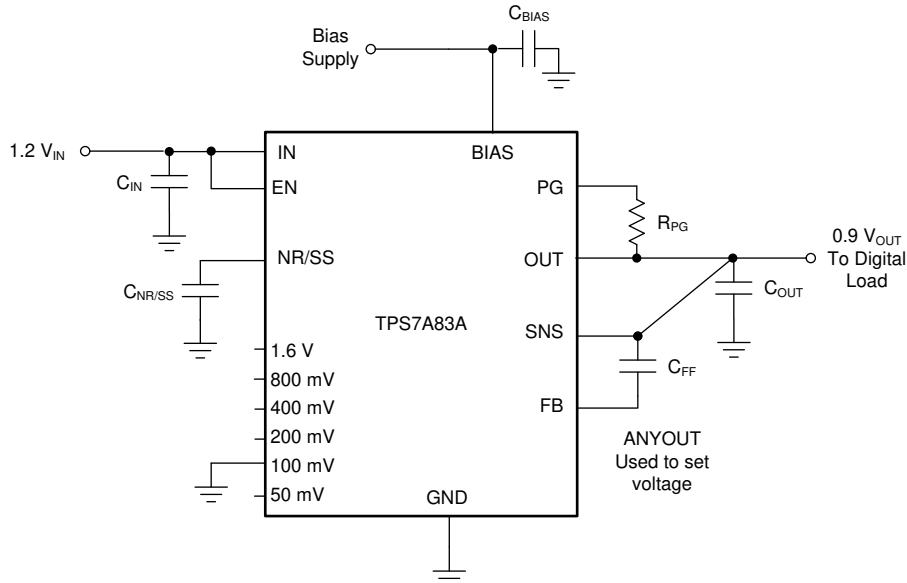 C_BIAS
Bias
Supply
1.2 V_IN
C_IN
IN
EN
BIAS
PG
R_PG
NR/SS
C_NR/SS
OUT
0.9 V_OUT
To Digital
Load
C_OUT
TPS7A83A
SNS
C_FF
FB
1.6 V
800 mV
400 mV
200 mV
100 mV
50 mV
GND
ANYOUT
Used to set
voltage